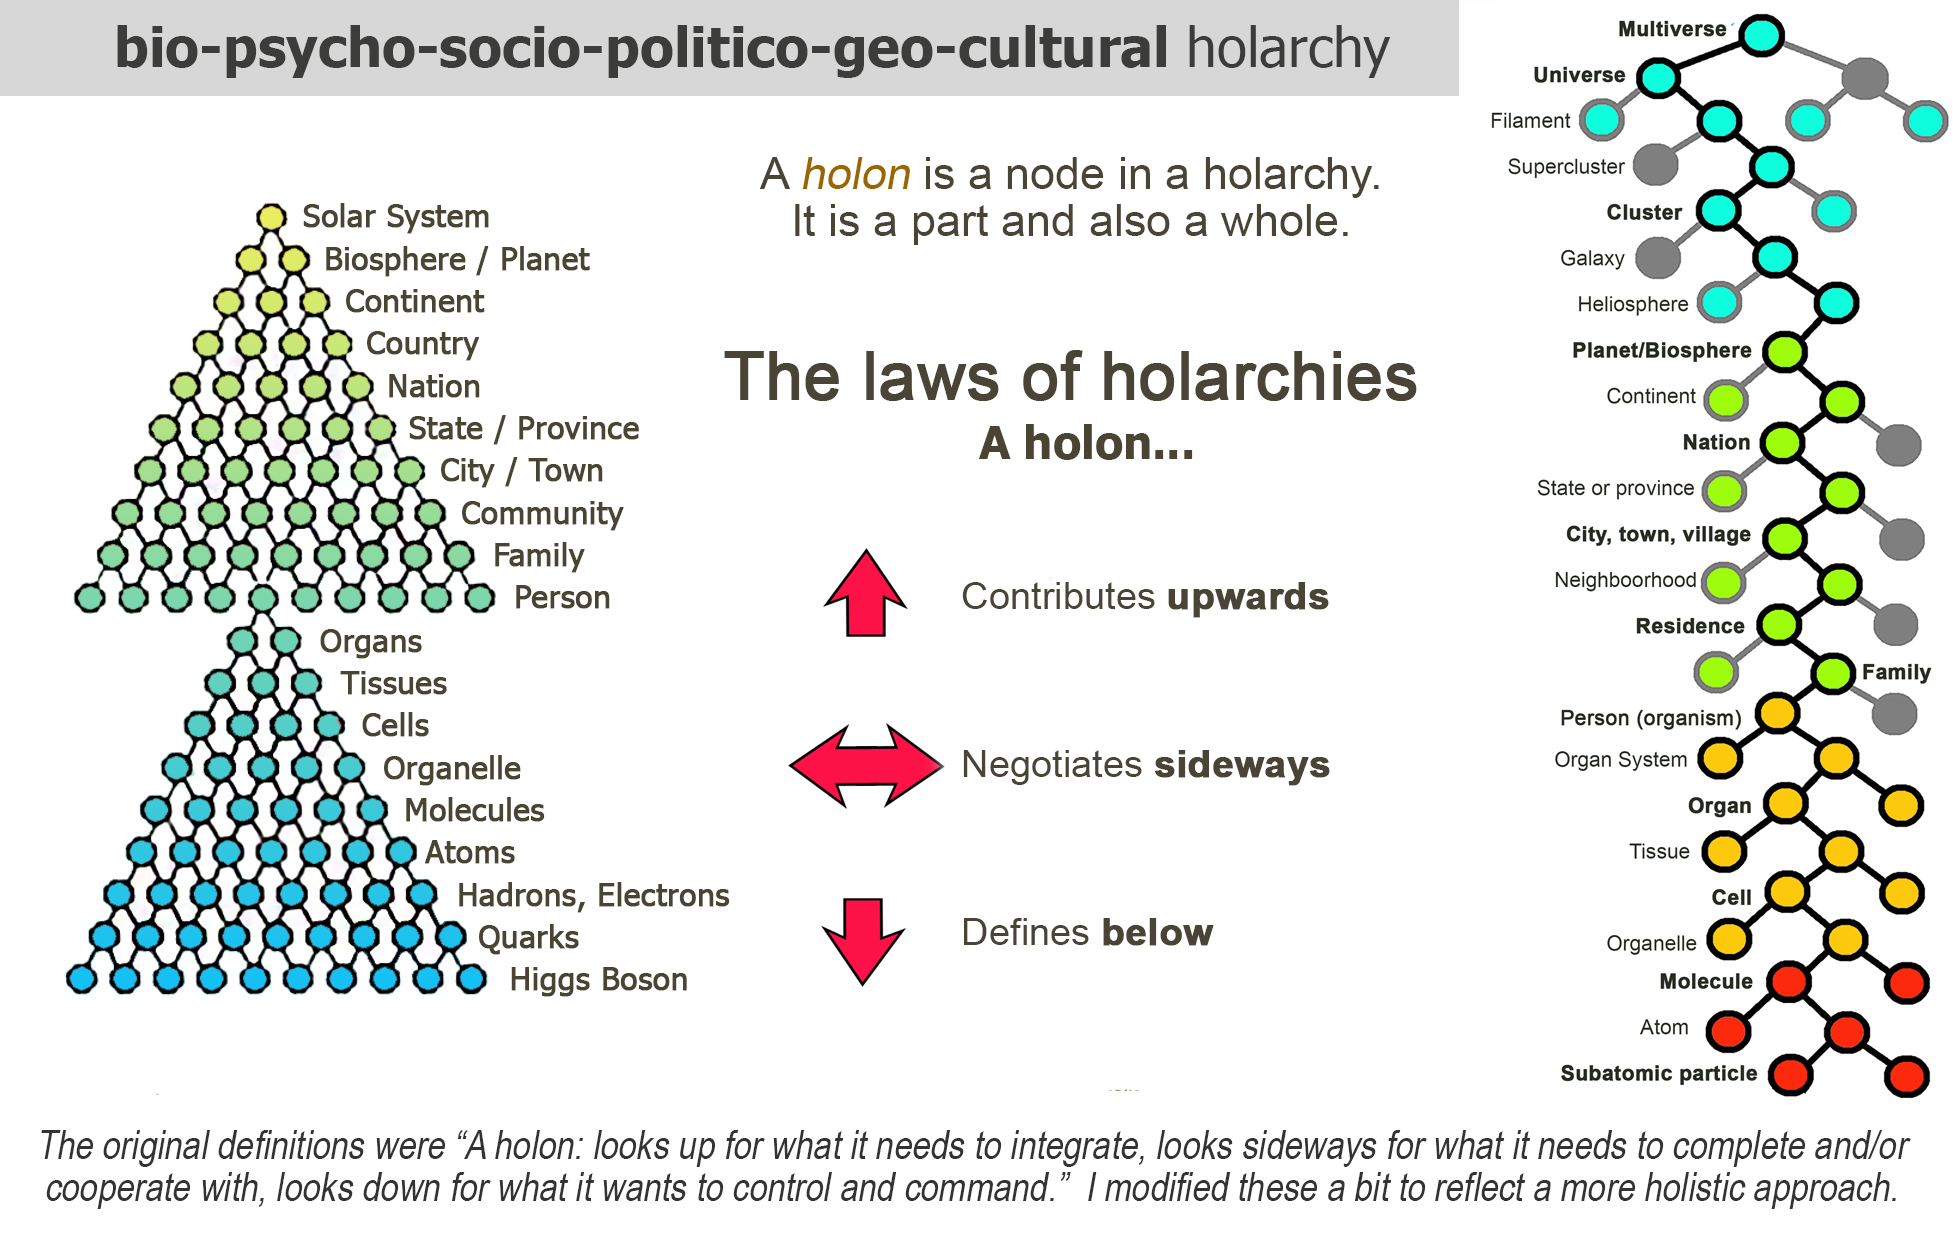 bio-psycho-socio-politico-geo-cultural holarchy
A holon is a node in a holarchy.
It is a part and also a whole.
Solar System
Biosphere / Planet
Continent
Country
Nation
State / Province
City / Town
Community
Family
Person
Organs
Tissues
Cells
Organelle
Molecules
Atoms
Hadrons, Electrons
Quarks
Higgs Boson
The laws of holarchies
A holon...
Contributes upwards
Negotiates sideways
Defines below
Multiverse
Universe
Filament
Supercluster
Cluster
Galaxy
Heliosphere
Planet/Biosphere
Continent
Nation
State or province
City, town, village
Neighboorhood
Residence
Family
Person (organism)
Organ System
Organ
Tissue
Cell
Organelle
Molecule
Atom
Subatomic particle
The original definitions were “A holon: looks up for what it needs to integrate, looks sideways for what it needs to complete and/or
cooperate with, looks down for what it wants to control and command.” I modified these a bit to reflect a more holistic approach.